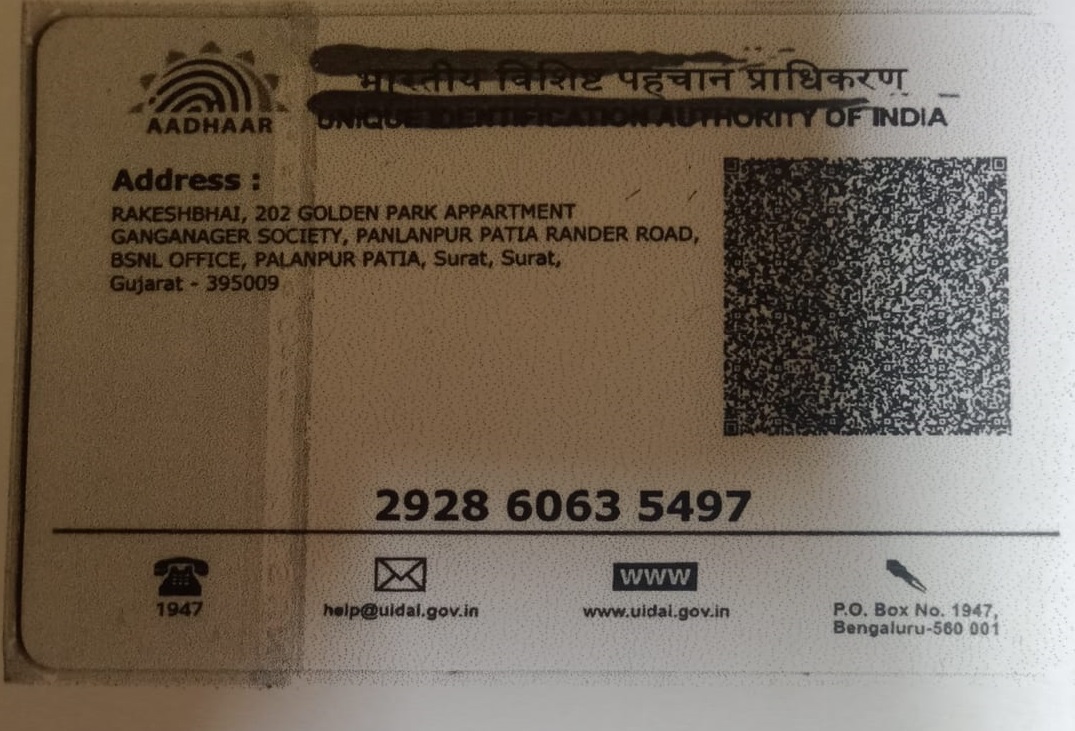 भारतीय विशिष्ट पहचान प्राधिकरण
AADHAAR
UNIQUE IDENTIFICATION AUTHORITY OF INDIA
Address :
RAKESHBHAI, 202 GOLDEN PARK APPARTMENT
GANGANAGER SOCIETY, PANLANPUR PATIA RANDER ROAD,
BSNL OFFICE, PALANPUR PATIA, Surat, Surat,
Gujarat - 395009
2928 6063 5497
1947
help@uidai.gov.in
WWW
www.uidai.gov.in
P.O. Box No. 1947,
Bengaluru-560 001